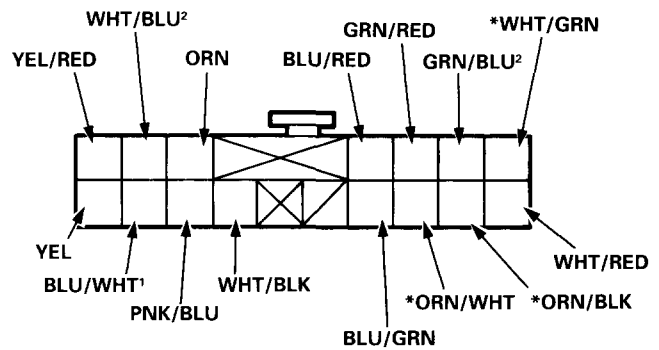 WHT/BLU²
GRN/RED
*WHT/GRN
YEL/RED
ORN
BLU/RED
GRN/BLU²
YEL
WHT/RED
BLU/WHT¹
WHT/BLK
*ORN/WHT
*ORN/BLK
PNK/BLU
BLU/GRN